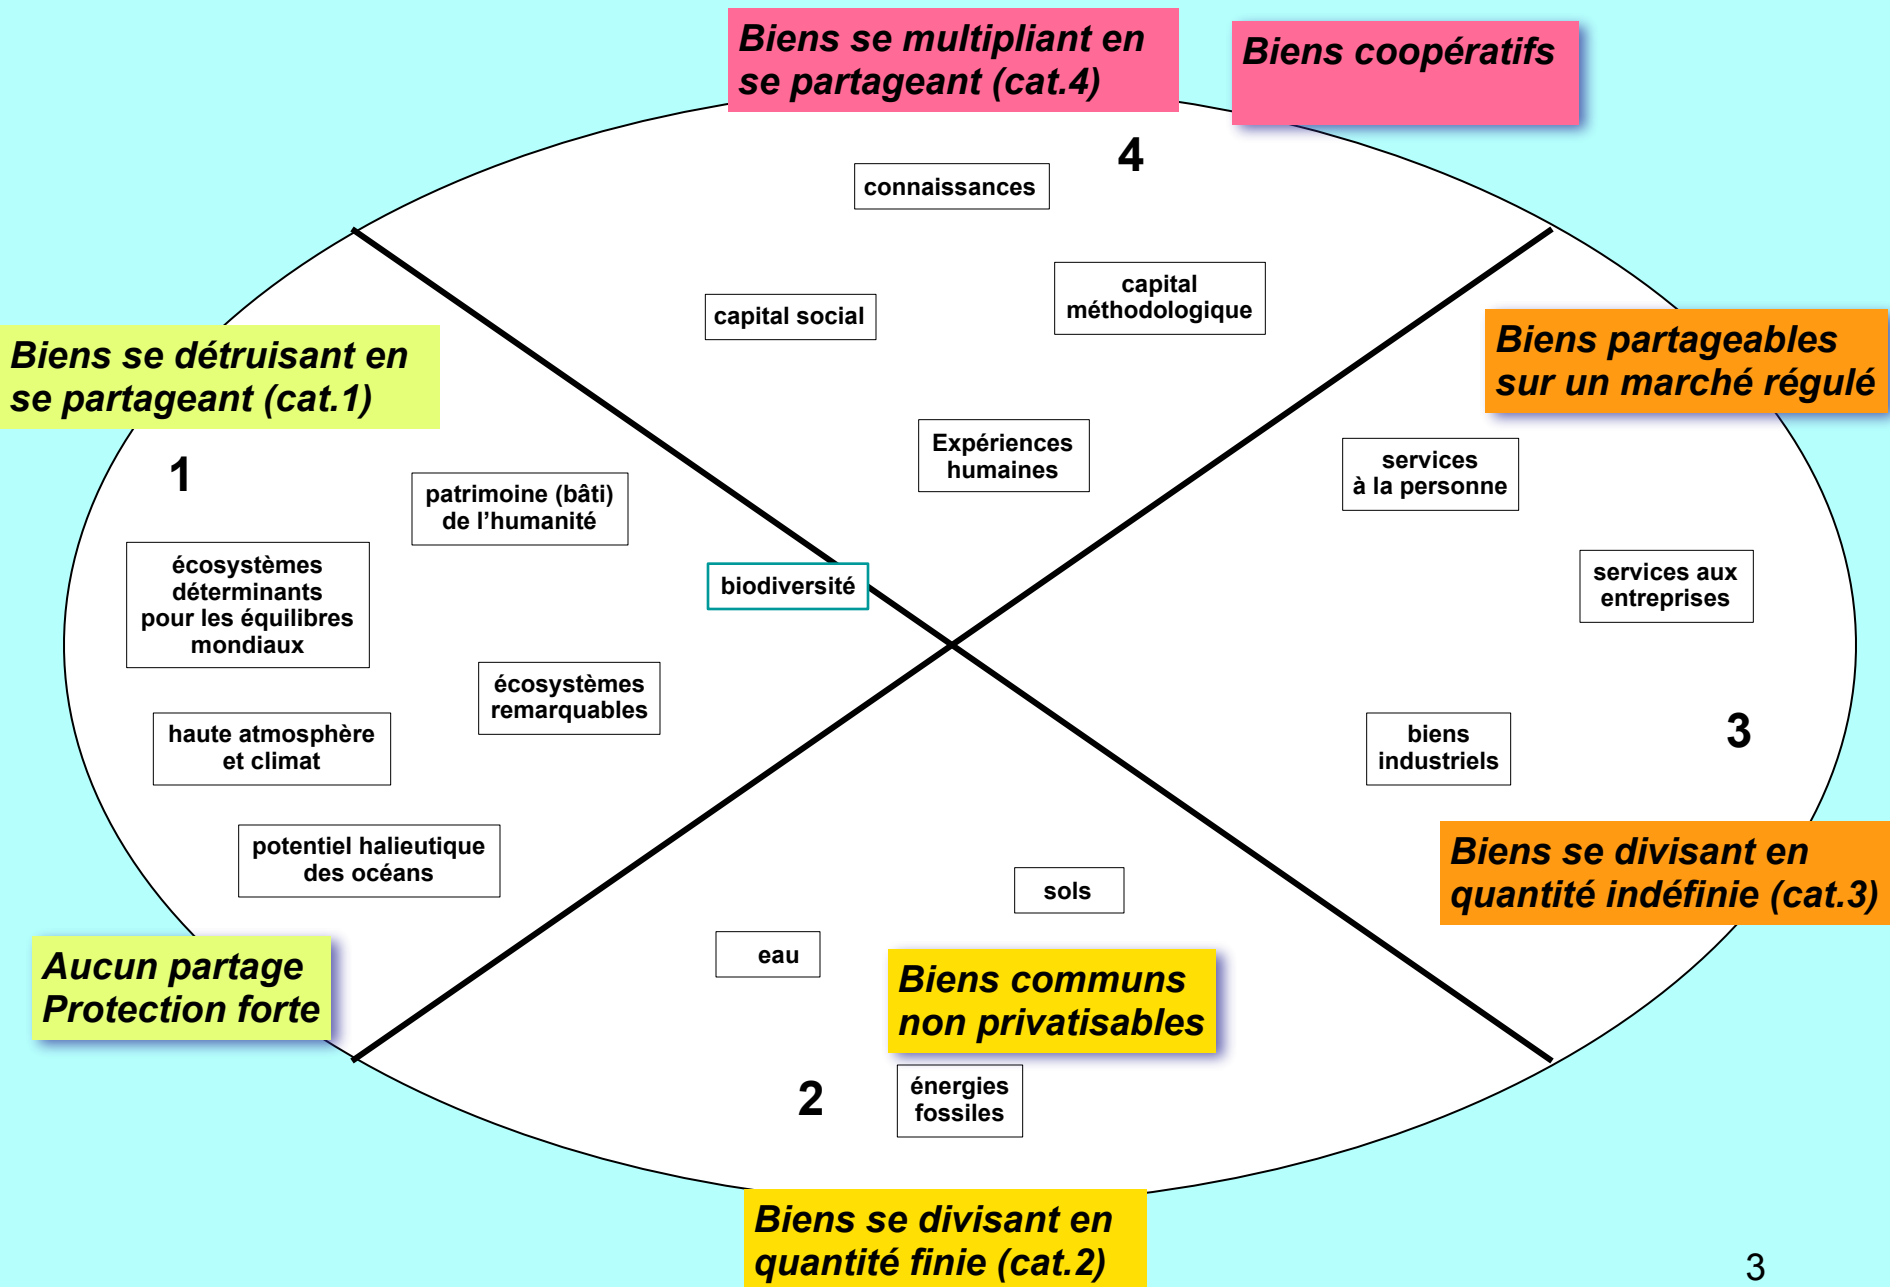 Biens se multipliant en
se partageant (cat.4)
Biens coopératifs
4
connaissances
capital social
capital
méthodologique
Expériences
humaines
Biens se détruisant en
se partageant (cat.1)
1
patrimoine (bâti)
de l’humanité
écosystèmes
déterminants
pour les équilibres
mondiaux
biodiversité
écosystèmes
remarquables
haute atmosphère
et climat
potentiel halieutique
des océans
Aucun partage
Protection forte
Biens partageables
sur un marché régulé
services
à la personne
services aux
entreprises
3
biens
industriels
Biens se divisant en
quantité indéfinie (cat.3)
sols
eau
Biens communs
non privatisables
2
énergies
fossiles
Biens se divisant en
quantité finie (cat.2)
3